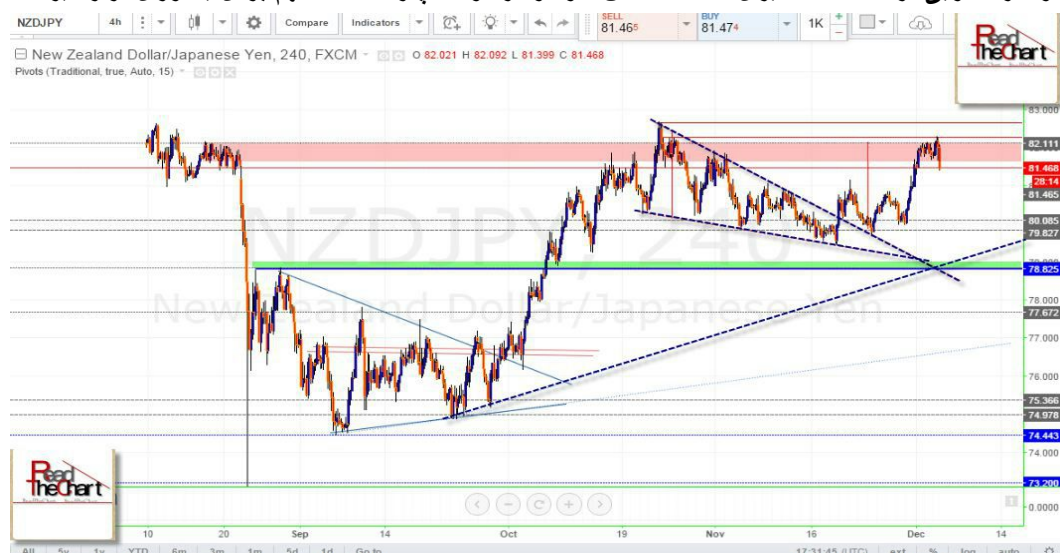 NZDJPY 4h Compare Indicators SELL 81.46⁵ BUY 81.47⁴ 1K
New Zealand Dollar/Japanese Yen, 240, FXCM O 82.021 H 82.092 L 81.399 C 81.468
Pivots (Traditional, true, Auto, 15)
Read
TheChart
83.000
82.111
81.468
28:14
81.465
80.085
79.827
NZDJPY, 240
78.825
New Zealand Dollar/Japanese Yen
78.000
77.672
77.000
76.000
75.366
74.978
74.443
74.000
73.200
Read
TheChart
0.0000
10 20 Sep 14 Oct 19 Nov 16 Dec 14
All 5y 1y YTD 6m 3m 1m 5d 1d Go to 17:31:45 (UTC) ext % log auto